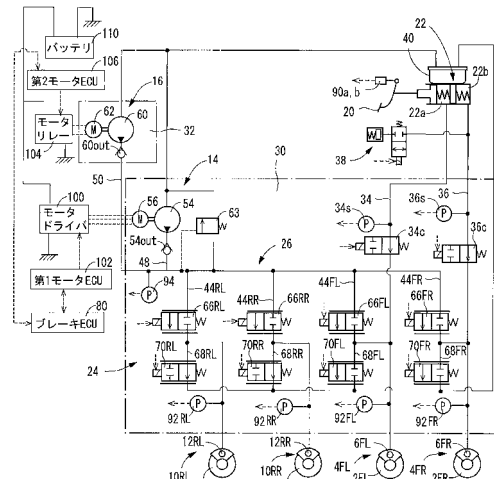 110
バッテリ
106
第2モータECU
16
62
60
M
32
モータ
リレー
104
60out
50
22
40
22b
90a, b
20
22a
38
14
30
100
56
54
M
63
モータ
ドライバ
54out
34
36
34s
36s
P
P
34c
36c
102
48
26
第1モータECU
94
P
44RL
44RR
44FL
44FR
80
66RL
66RR
66FL
66FR
ブレーキECU
70RL
68RL
70RR
68RR
70FL
68FL
70FR
68FR
24
P
P
P
P
92RL
92RR
92FL
92FR
12RL
12RR
6FL
6FR
10RL
10RR
4FL
2FL
4FR
2FR